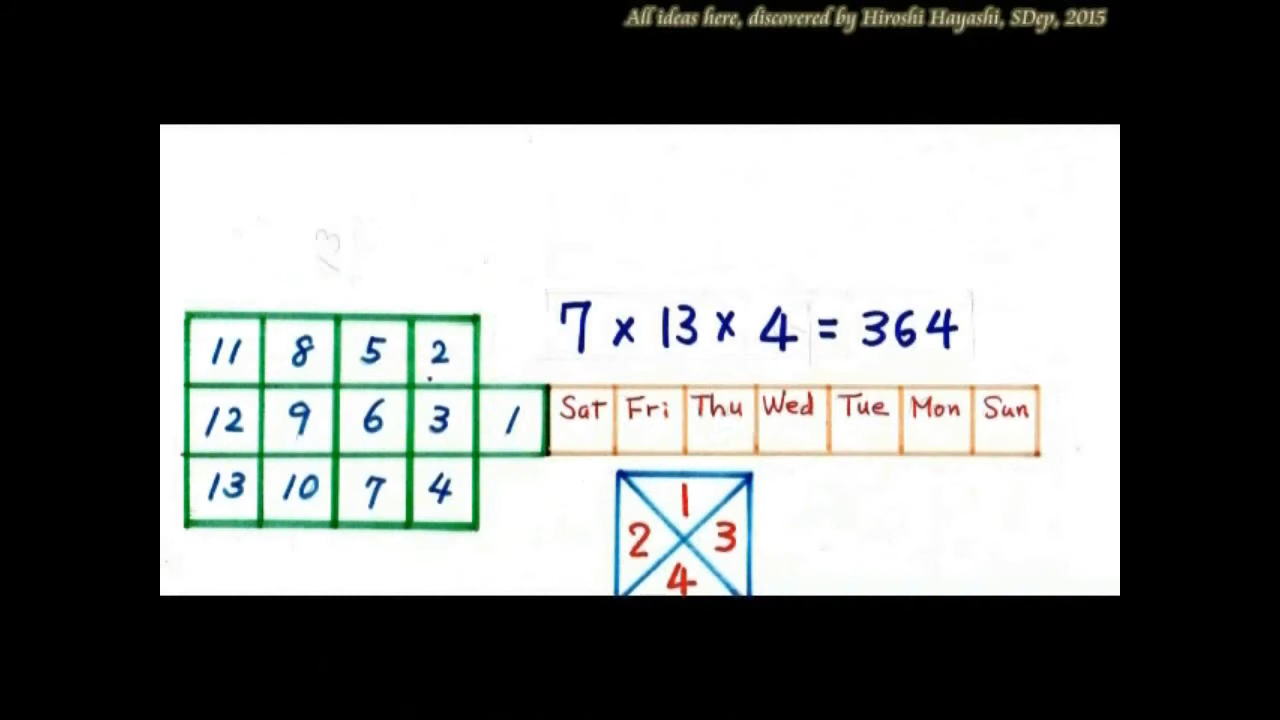 All ideas here, discovered by Hiroshi Hayashi, SDep, 2015
13
7 x 13 x 4 = 364
11 8 5 2
12 9 6 3 1 Sat Fri Thu Wed Tue Mon Sun
13 10 7 4
1
2 3
4